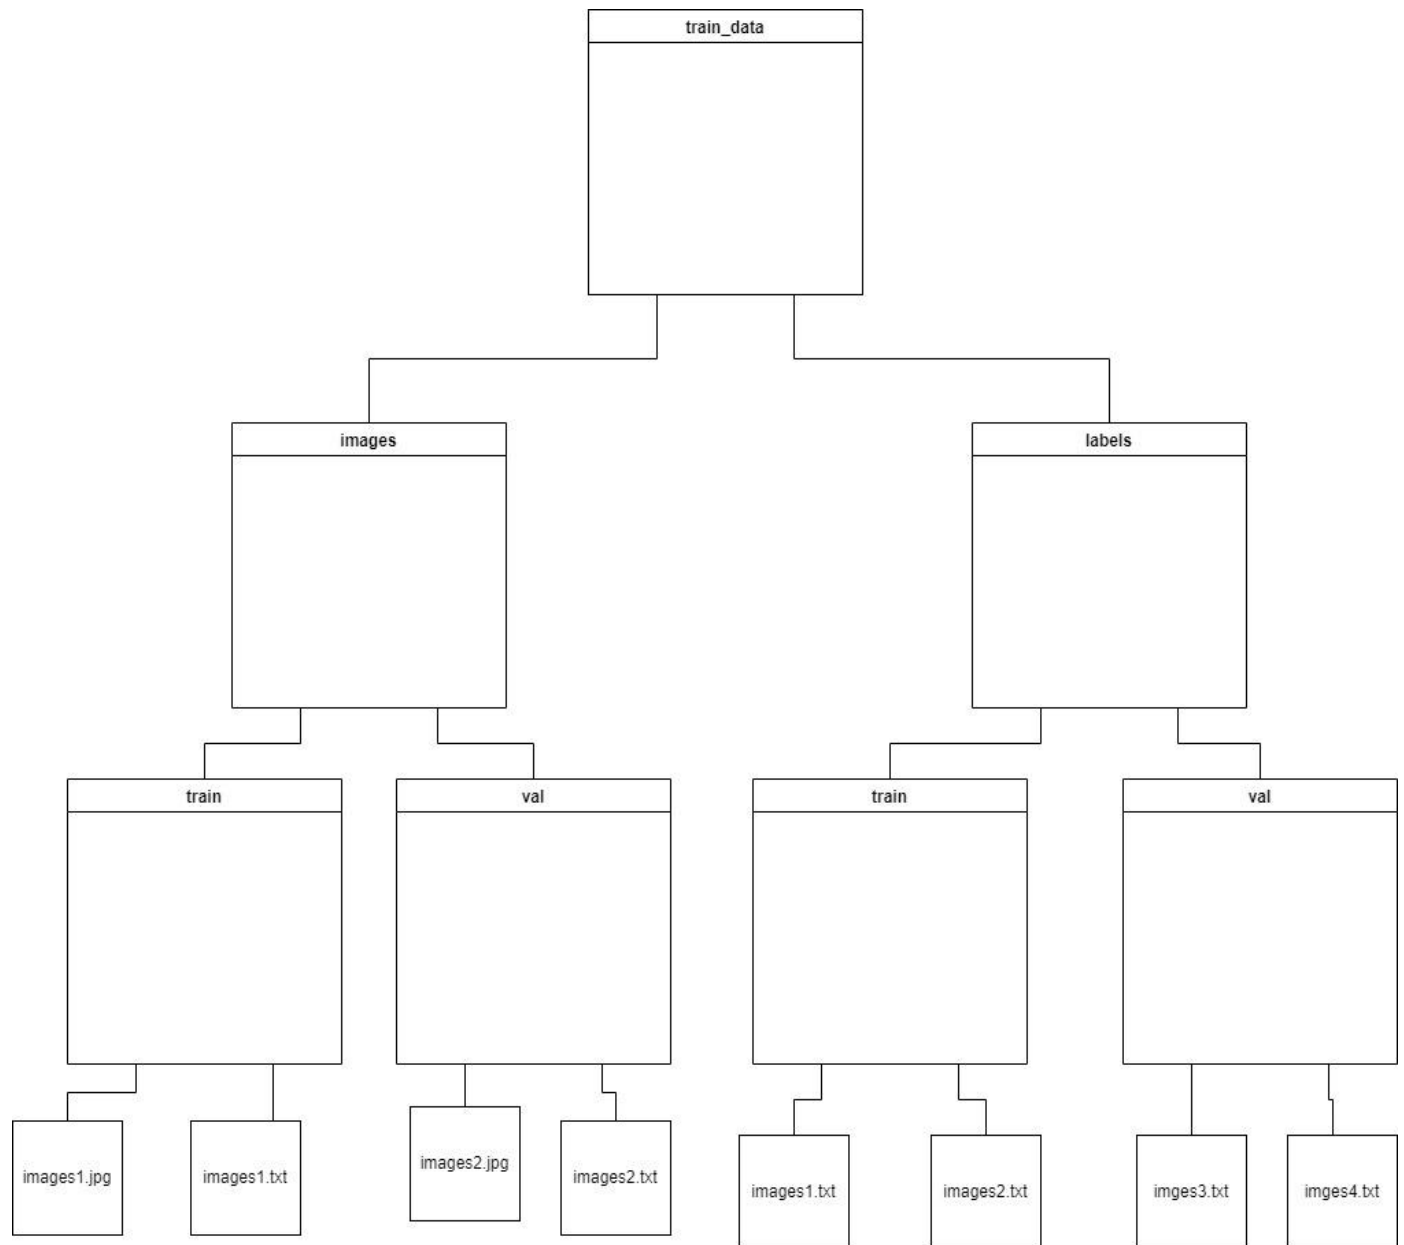 train_data
images
labels
train
val
train
val
images1.jpg
images1.txt
images2.jpg
images2.txt
images1.txt
images2.txt
imges3.txt
imges4.txt